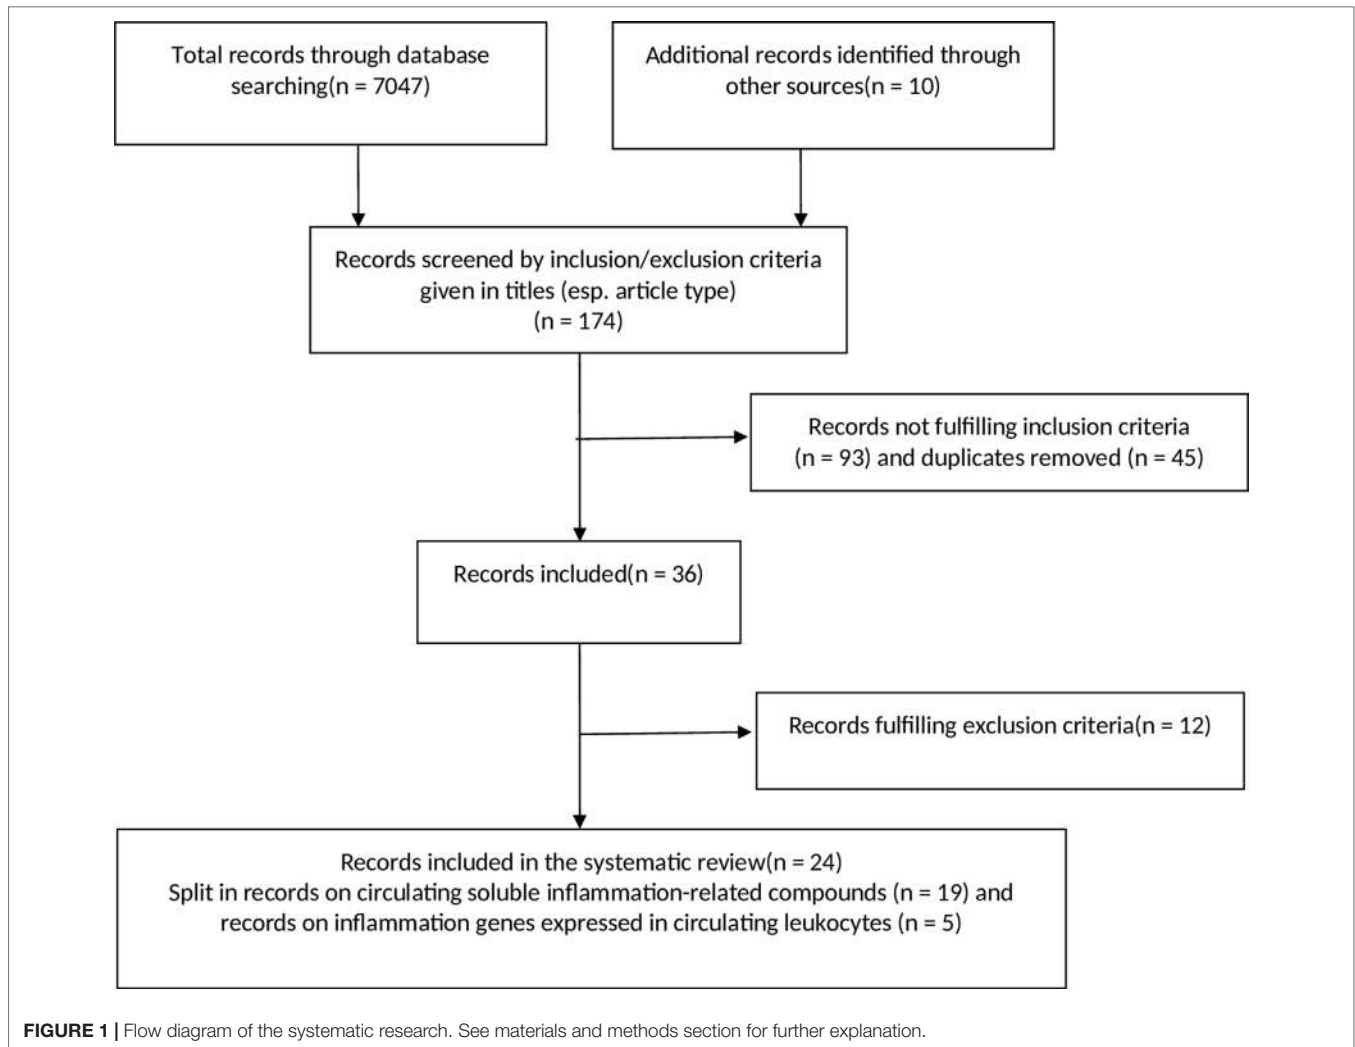 Total records through database
searching(n = 7047)
Additional records identified through
other sources(n = 10)
Records screened by inclusion/exclusion criteria
given in titles (esp. article type)
(n = 174)
Records not fulfilling inclusion criteria
(n = 93) and duplicates removed (n = 45)
Records included(n = 36)
Records fulfilling exclusion criteria(n = 12)
Records included in the systematic review(n = 24)
Split in records on circulating soluble inflammation-related compounds (n = 19) and
records on inflammation genes expressed in circulating leukocytes (n = 5)
FIGURE 1 | Flow diagram of the systematic research. See materials and methods section for further explanation.